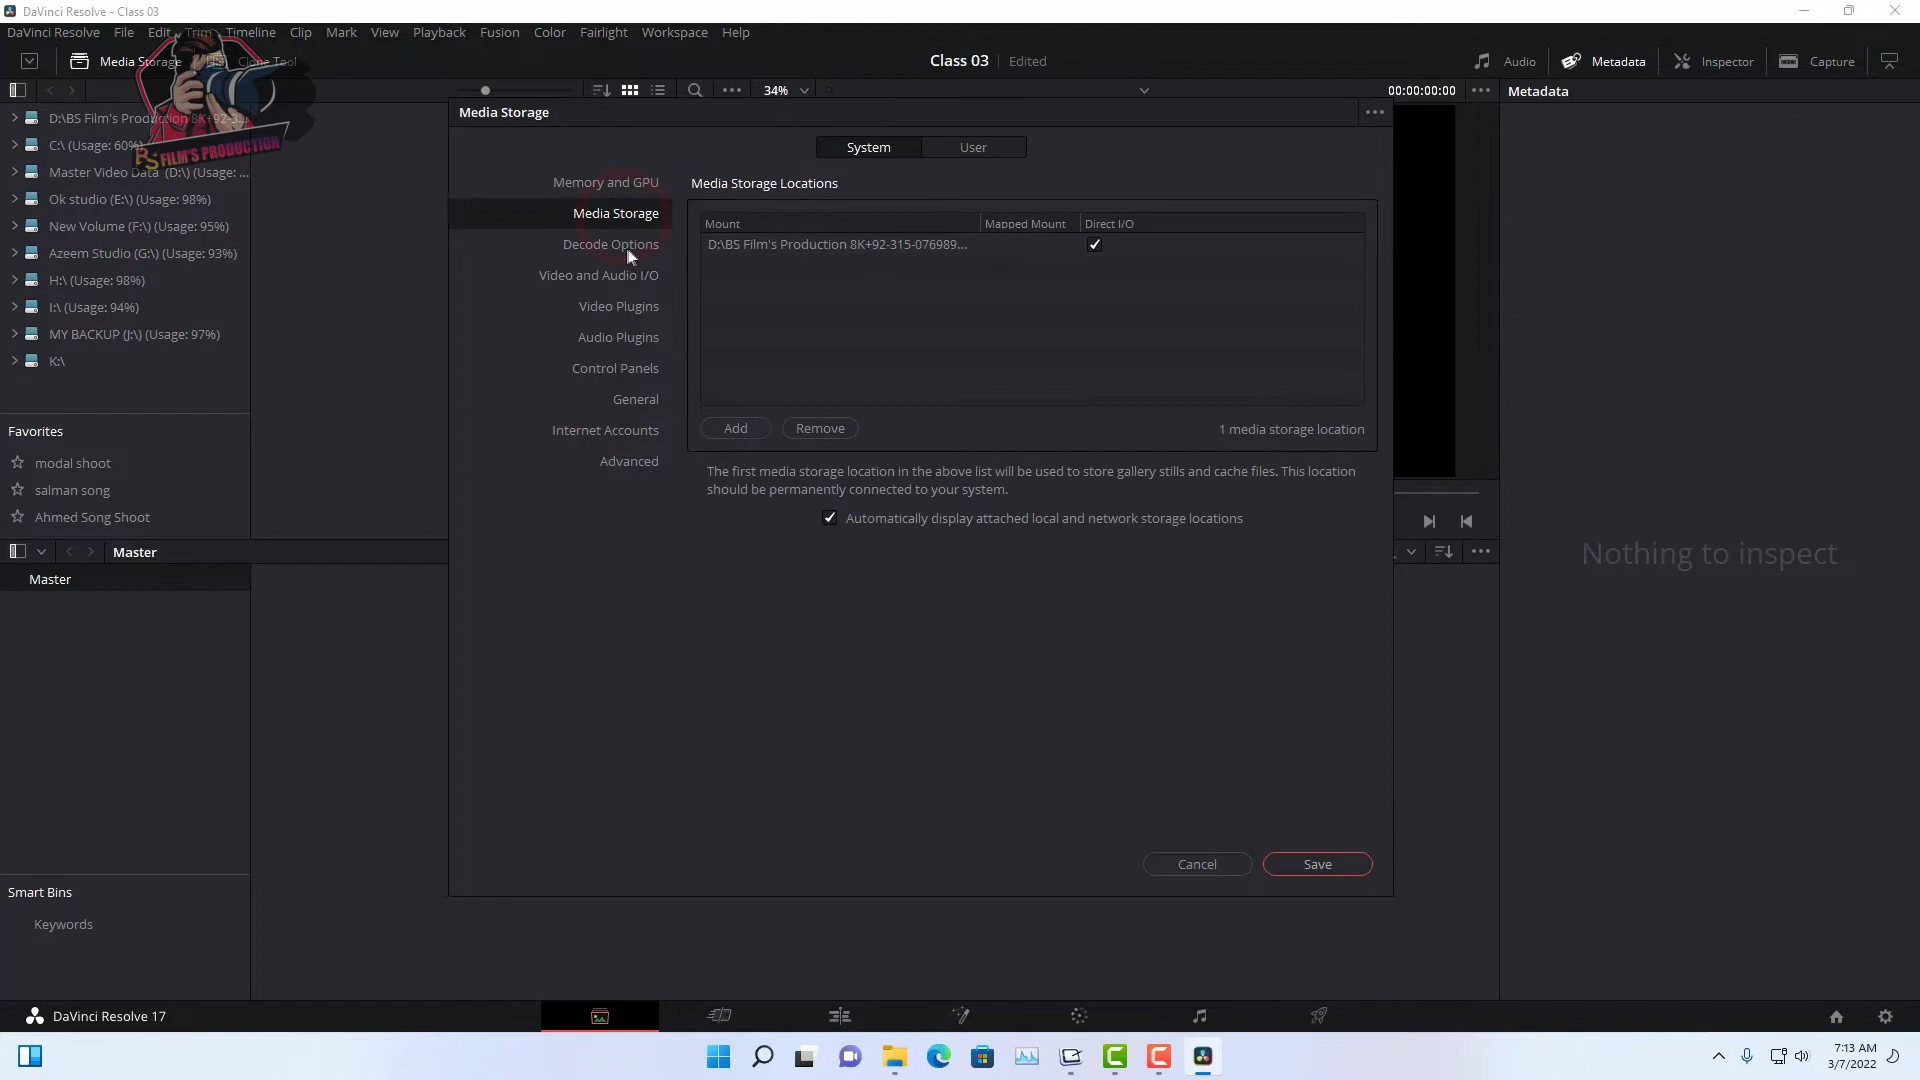 DaVinci Resolve - Class 03
DaVinci Resolve File Edit Trim Timeline Clip Mark View Playback Fusion Color Fairlight Workspace Help
Media Storage Clone Tool Class 03 Edited Audio Metadata Inspector Capture
34% 00:00:00:00 Metadata
D:\BS Film's Production 8K+92-3...
C:\ (Usage: 60%)
Master Video Data (D:\) (Usage: ...
Ok studio (E:\) (Usage: 98%)
New Volume (F:\) (Usage: 95%)
Azeem Studio (G:\) (Usage: 93%)
H:\ (Usage: 98%)
I:\ (Usage: 94%)
MY BACKUP (J:\) (Usage: 97%)
K:\
BS FILM'S PRODUCTION
Favorites
modal shoot
salman song
Ahmed Song Shoot
Master
Master
Smart Bins
Keywords
Media Storage
System User
Memory and GPU
Media Storage
Decode Options
Video and Audio I/O
Video Plugins
Audio Plugins
Control Panels
General
Internet Accounts
Advanced
Media Storage Locations
Mount Mapped Mount Direct I/O
D:\BS Film's Production 8K+92-315-076989...
Add Remove 1 media storage location
The first media storage location in the above list will be used to store gallery stills and cache files. This location
should be permanently connected to your system.
Automatically display attached local and network storage locations
Cancel Save
Nothing to inspect
DaVinci Resolve 17
7:13 AM
3/7/2022